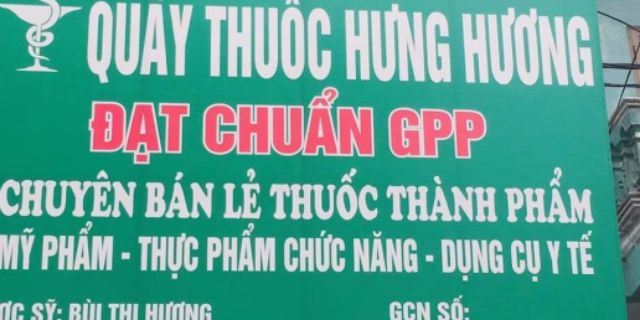 QUẦY THUỐC HƯNG HƯƠNG
ĐẠT CHUẨN GPP
CHUYÊN BÁN LẺ THUỐC THÀNH PHẨM
MỸ PHẨM - THỰC PHẨM CHỨC NĂNG - DỤNG CỤ Y TẾ
SỸ: BÙI THỊ HƯƠNG GCN SỐ: